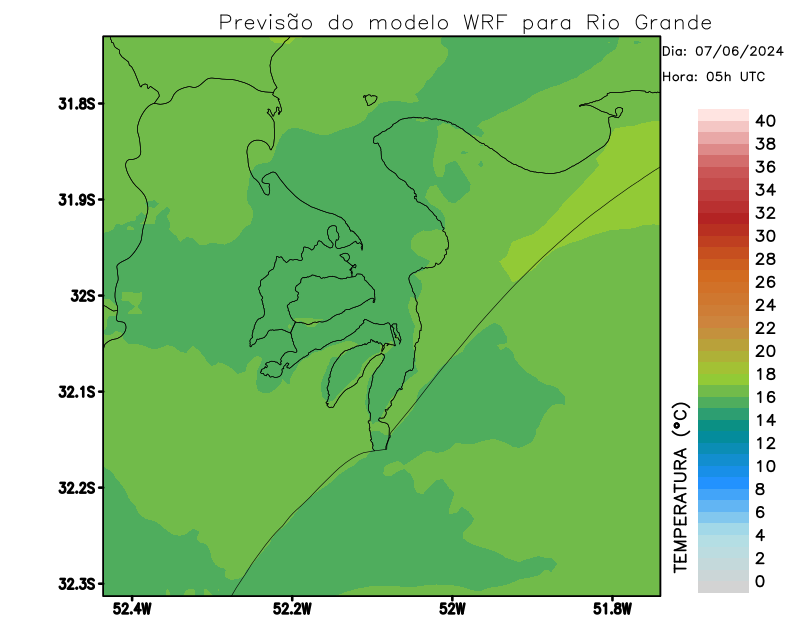 Previsão do modelo WRF para Rio Grande
Dia: 07/06/2024
Hora: 05h UTC
31.8S
31.9S
32S
32.1S
32.2S
32.3S
52.4W
52.2W
52W
51.8W
TEMPERATURA (ºC)
40
38
36
34
32
30
28
26
24
22
20
18
16
14
12
10
8
6
4
2
0